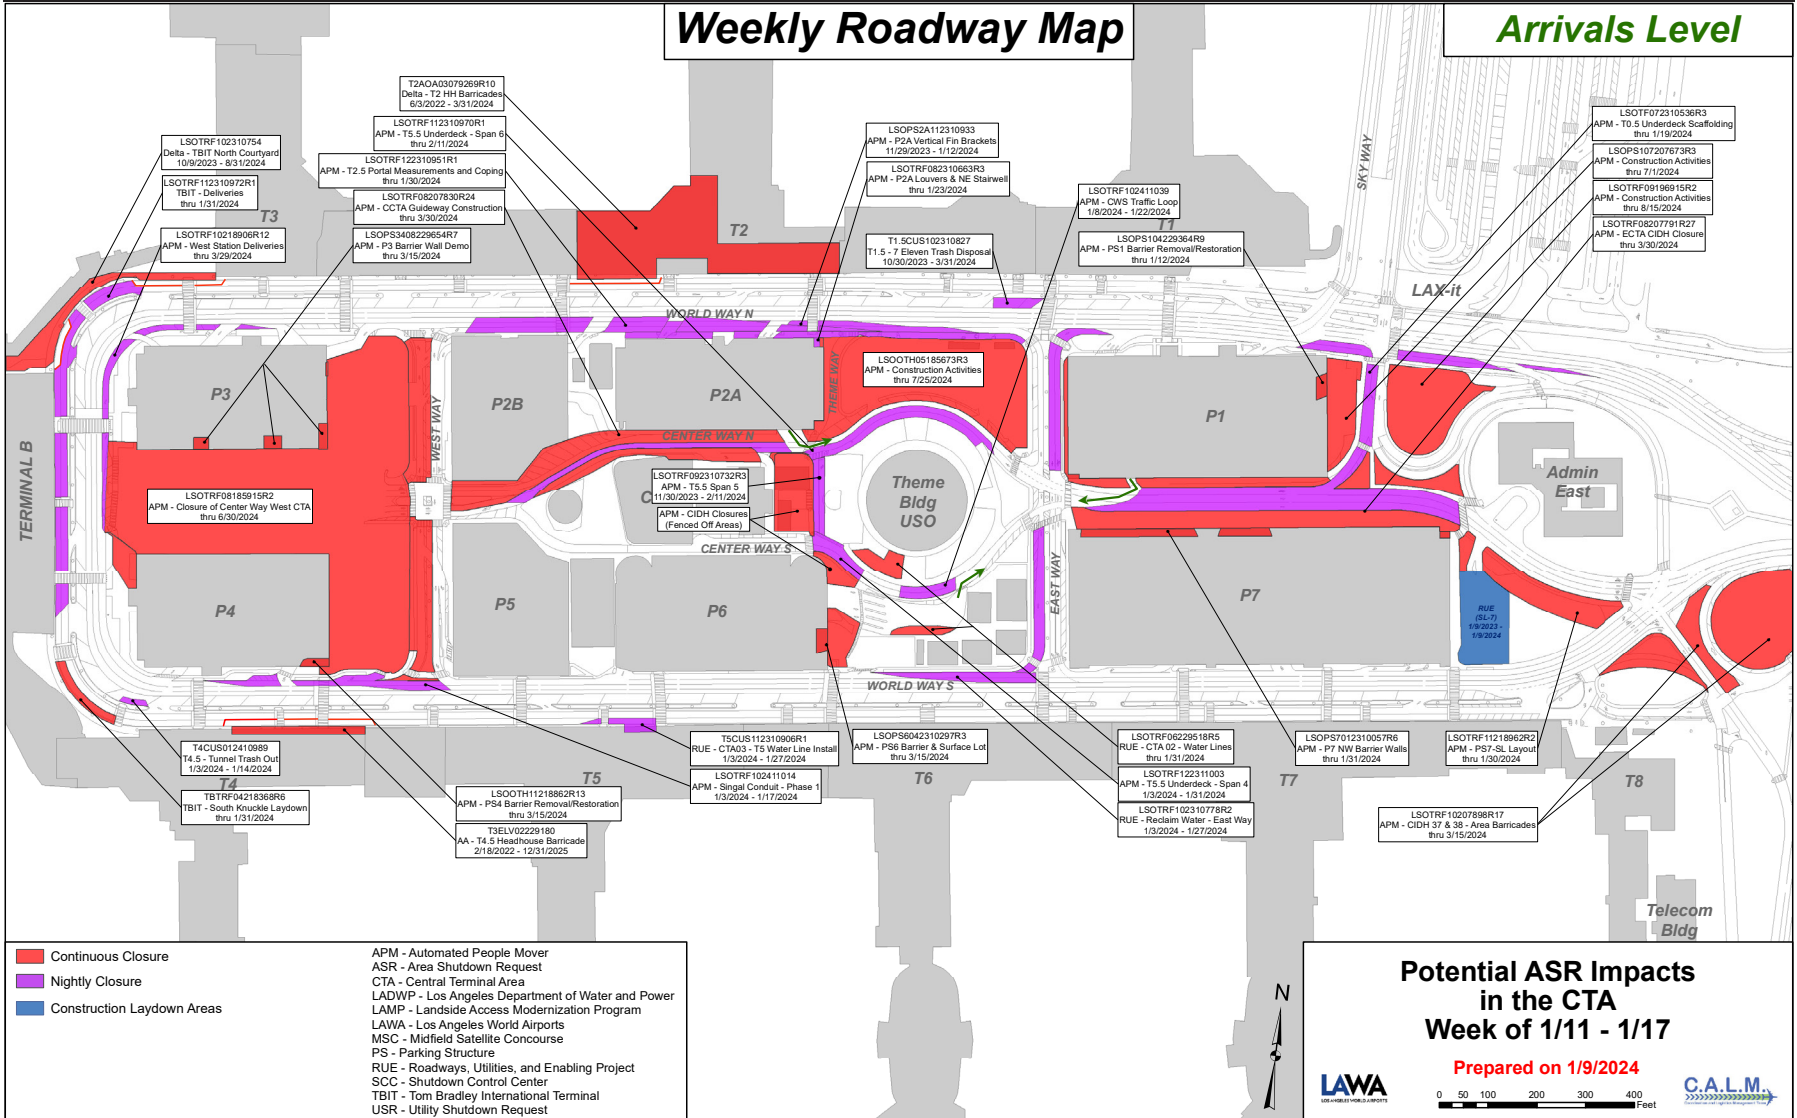 Weekly Roadway Map
Arrivals Level
T2AOA03079269R10
Delta - T2 HH Barricades
6/3/2022 - 3/31/2024
LSOTRF112310970R1
APM - T5.5 Underdeck - Span 6
thru 2/11/2024
LSOTRF122310951R1
APM - T2.5 Portal Measurements and Coping
thru 1/30/2024
LSOTRF08207830R24
APM - CCTA Guideway Construction
thru 3/30/2024
LSOPS3408229654R7
APM - P3 Barrier Wall Demo
thru 3/15/2024
LSOTRF102310754
Delta - TBIT North Courtyard
10/9/2023 - 8/31/2024
LSOTRF112310972R1
TBIT - Deliveries
thru 1/31/2024
LSOTRF10218906R12
APM - West Station Deliveries
thru 3/29/2024
LSOPS2A112310933
APM - P2A Vertical Fin Brackets
11/29/2023 - 1/12/2024
LSOTRF082310663R3
APM - P2A Louvers & NE Stairwell
thru 1/23/2024
LSOTRF102411039
APM - CWS Traffic Loop
1/8/2024 - 1/22/2024
T1.5CUS102310827
T1.5 - 7 Eleven Trash Disposal
10/30/2023 - 3/31/2024
LSOPS104229364R9
APM - PS1 Barrier Removal/Restoration
thru 1/12/2024
LSOTF072310536R3
APM - T0.5 Underdeck Scaffolding
thru 1/19/2024
LSOPS107207673R3
APM - Construction Activities
thru 7/1/2024
LSOTRF09196915R2
APM - Construction Activities
thru 8/15/2024
LSOTRF08207791R27
APM - ECTA CIDH Closure
thru 3/30/2024
T3
T2
T1
SKY WAY
LAX-it
WORLD WAY N
P3
WEST WAY
P2B
P2A
THEME WAY
LSOOTH05185673R3
APM - Construction Activities
thru 7/25/2024
P1
CENTER WAY N
TERMINAL B
LSOTRF08185915R2
APM - Closure of Center Way West CTA
thru 6/30/2024
C
LSOTRF092310732R3
APM - T5.5 Span 5
11/30/2023 - 2/11/2024
APM - CIDH Closures
(Fenced Off Areas)
Theme
Bldg
USO
Admin
East
CENTER WAY S
P4
P5
P6
EAST WAY
P7
RUE
(SL-7)
1/9/2023 -
1/9/2024
WORLD WAY S
T4CUS012410989
T4.5 - Tunnel Trash Out
1/3/2024 - 1/14/2024
T4
TBTRF04218368R6
TBIT - South Knuckle Laydown
thru 1/31/2024
LSOOTH11218862R13
APM - PS4 Barrier Removal/Restoration
thru 3/15/2024
T3ELV02229180
AA - T4.5 Headhouse Barricade
2/18/2022 - 12/31/2025
T5
T5CUS112310906R1
RUE - CTA03 - T5 Water Line Install
1/3/2024 - 1/27/2024
LSOTRF102411014
APM - Singal Conduit - Phase 1
1/3/2024 - 1/17/2024
LSOPS6042310297R3
APM - PS6 Barrier & Surface Lot
thru 3/15/2024
T6
LSOTRF06229518R5
RUE - CTA 02 - Water Lines
thru 1/31/2024
LSOTRF122311003
APM - T5.5 Underdeck - Span 4
1/3/2024 - 1/31/2024
LSOTRF102310778R2
RUE - Reclaim Water - East Way
1/3/2024 - 1/27/2024
LSOPS7012310057R6
APM - P7 NW Barrier Walls
thru 1/31/2024
T7
LSOTRF11218962R2
APM - PS7-SL Layout
thru 1/30/2024
T8
LSOTRF10207898R17
APM - CIDH 37 & 38 - Area Barricades
thru 3/15/2024
Telecom
Bldg
Continuous Closure
Nightly Closure
Construction Laydown Areas
APM - Automated People Mover
ASR - Area Shutdown Request
CTA - Central Terminal Area
LADWP - Los Angeles Department of Water and Power
LAMP - Landside Access Modernization Program
LAWA - Los Angeles World Airports
MSC - Midfield Satellite Concourse
PS - Parking Structure
RUE - Roadways, Utilities, and Enabling Project
SCC - Shutdown Control Center
TBIT - Tom Bradley International Terminal
USR - Utility Shutdown Request
N
Potential ASR Impacts
in the CTA
Week of 1/11 - 1/17
Prepared on 1/9/2024
LAWA
LOS ANGELES WORLD AIRPORTS
0 50 100 200 300 400
Feet
C.A.L.M.